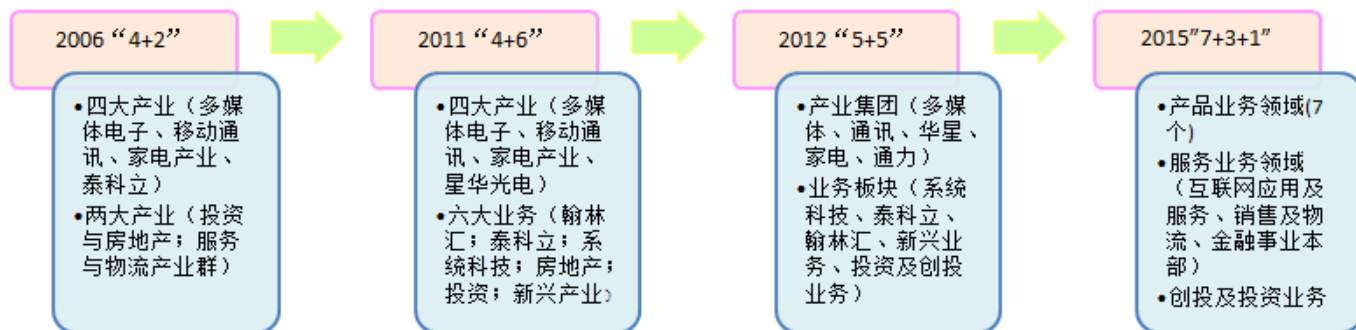 2006 “4+2”
•四大产业（多媒
体电子、移动通
讯、家电产业、
泰科立）
•两大产业（投资
与房地产；服务
与物流产业群）
2011 “4+6”
•四大产业（多媒
体电子、移动通
讯、家电产业、
星华光电）
•六大业务（翰林
汇；泰科立；系
统科技；房地产；
投资；新兴产业）
2012 “5+5”
•产业集团（多媒
体、通讯、华星、
家电、通力）
•业务板块（系统
科技、泰科立、
翰林汇、新兴业
务、投资及创投
业务）
2015”7+3+1”
•产品业务领域(7
个)
•服务业务领域
（互联网应用及
服务、销售及物
流、金融事业本
部）
•创投及投资业务